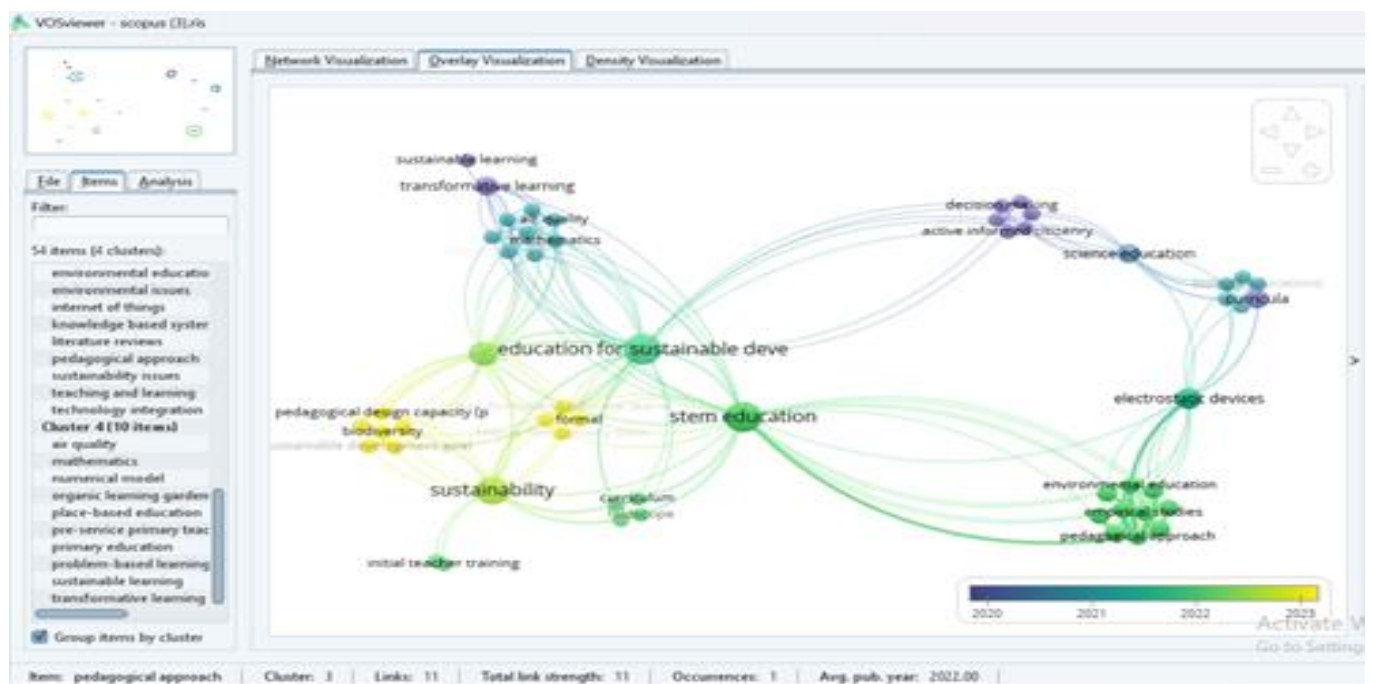 VOSviewer - scopus (3).ris
Network Visualization
Overlay Visualization
Density Visualization
File
Items
Analysis
Filter:
54 items (4 clusters):
environmental educatio
environmental issues
internet of things
knowledge based syster
literature reviews
pedagogical approach
sustainability issues
teaching and learning
technology integration
Cluster 4 (10 items)
air quality
mathematics
numerical model
organic learning garden
place-based education
pre-service primary teac
primary education
problem-based learning
sustainable learning
transformative learning
Group items by cluster
sustainable learning
transformative learning
air quality
mathematics
decision making
active informed citizenry
science education
curricula
education for sustainable deve
electrostatic devices
pedagogical design capacity (p
formal
stem education
biodiversity
sustainability
curriculum
environmental education
empirical studies
pedagogical approach
initial teacher training
2020
2021
2022
2023
Activate W
Go to Setting
Item: pedagogical approach
Cluster: 3
Links: 11
Total link strength: 11
Occurrences: 1
Avg. pub. year: 2022.00